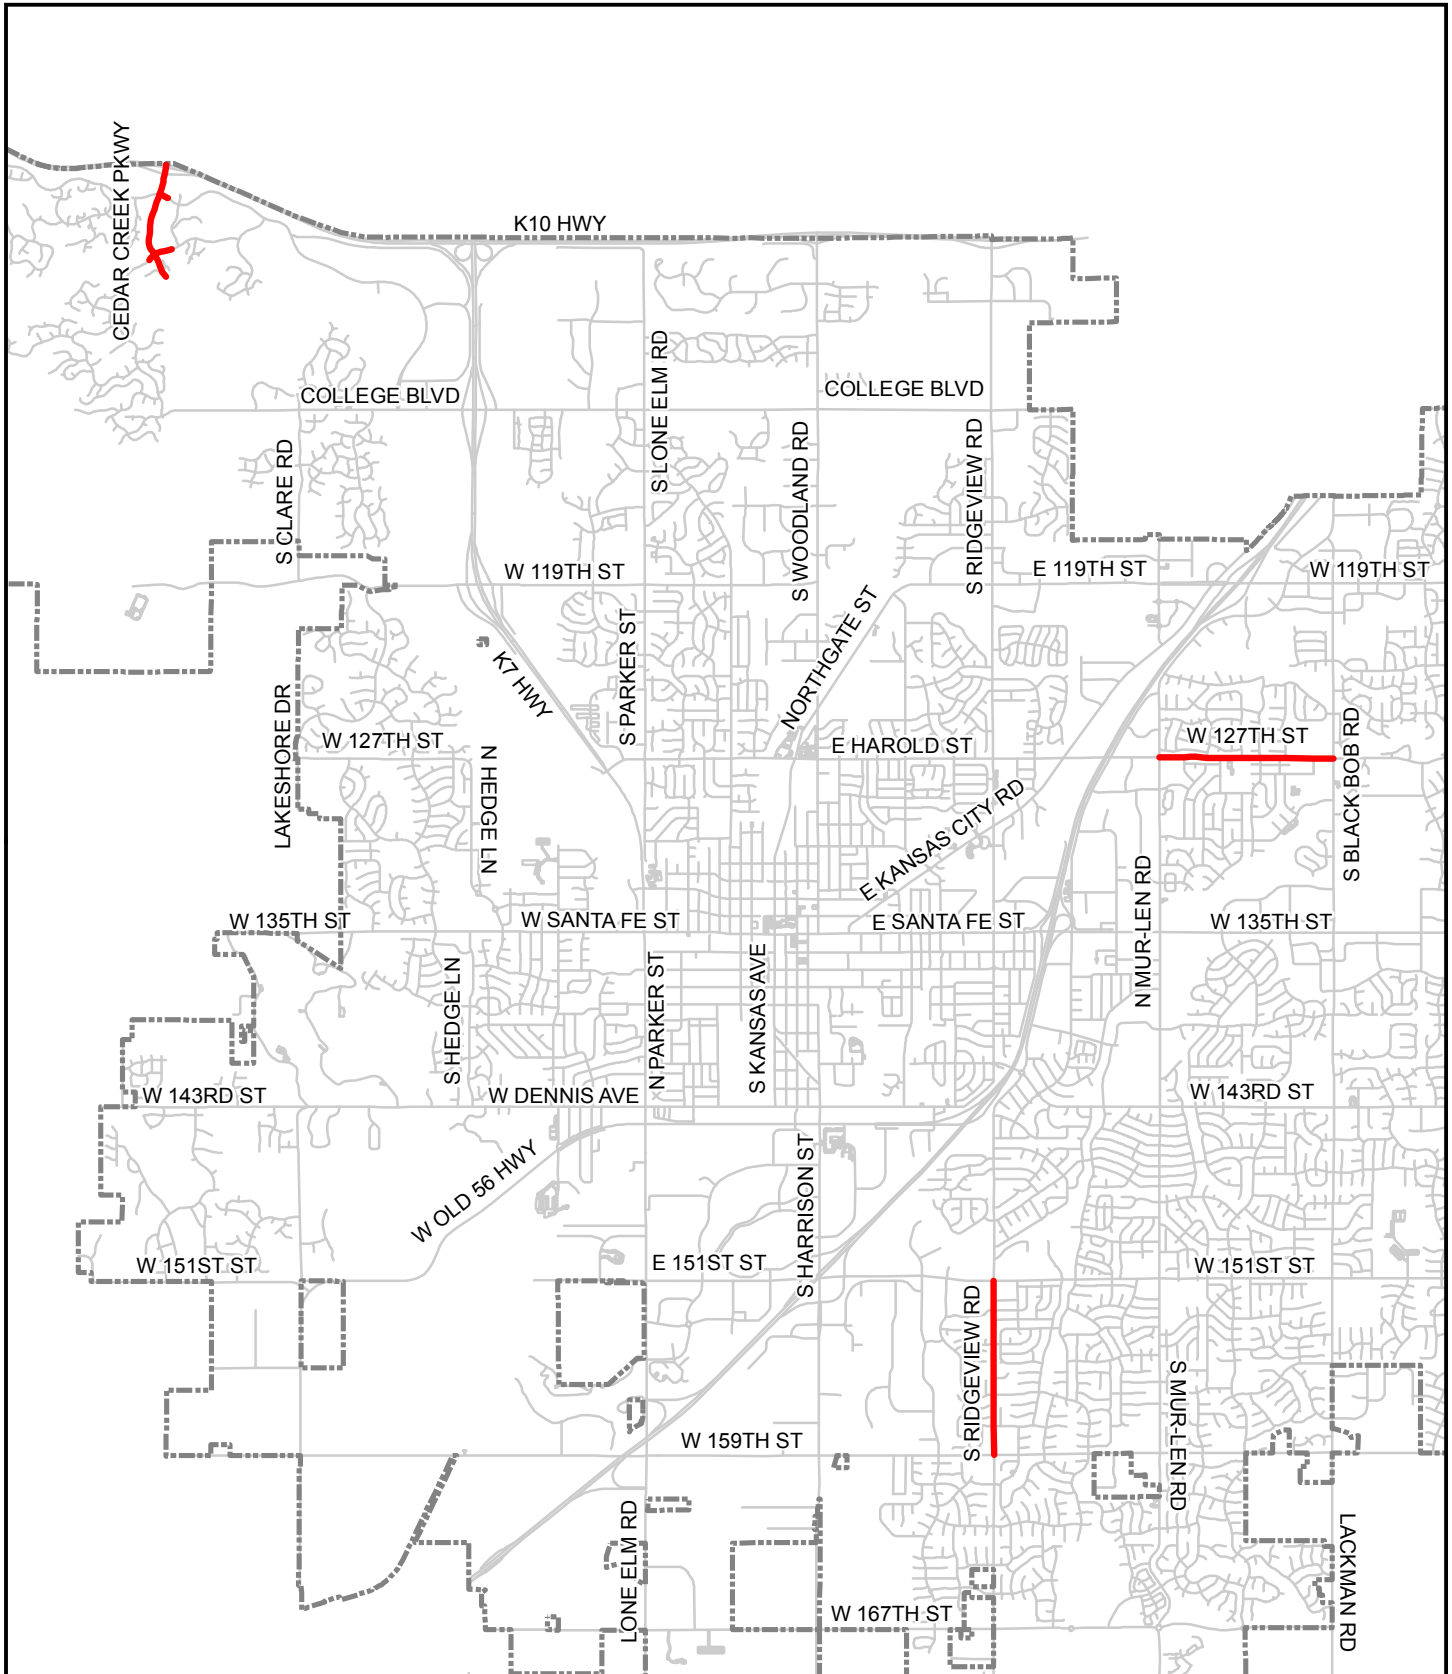 CEDAR CREEK PKWY
K10 HWY
COLLEGE BLVD
COLLEGE BLVD
S LONE ELM RD
S CLARE RD
S WOODLAND RD
S RIDGEVIEW RD
W 119TH ST
E 119TH ST
W 119TH ST
K7 HWY
S PARKER ST
NORTHGATE ST
LAKESHORE DR
W 127TH ST
N HEDGE LN
E HAROLD ST
W 127TH ST
S BLACK BOB RD
E KANSAS CITY RD
N MUR-LEN RD
W 135TH ST
W SANTA FE ST
E SANTA FE ST
W 135TH ST
S HEDGE LN
N PARKER ST
S KANSAS AVE
W 143RD ST
W DENNIS AVE
W 143RD ST
W OLD 56 HWY
S HARRISON ST
W 151ST ST
E 151ST ST
W 151ST ST
S RIDGEVIEW RD
S MUR-LEN RD
W 159TH ST
LONE ELM RD
LACKMAN RD
W 167TH ST